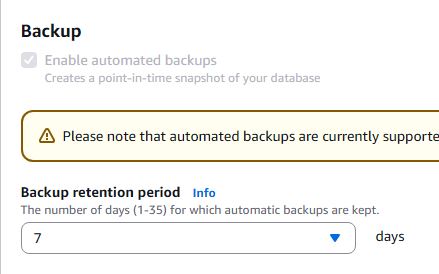 Backup
Enable automated backups
Creates a point-in-time snapshot of your database
Please note that automated backups are currently supporte
Backup retention period Info
The number of days (1-35) for which automatic backups are kept.
7 days